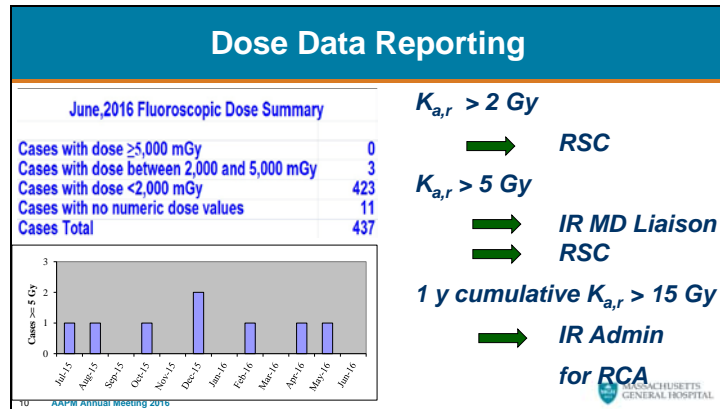 Dose Data Reporting
June,2016 Fluoroscopic Dose Summary
Cases with dose ≥5,000 mGy 0
Cases with dose between 2,000 and 5,000 mGy 3
Cases with dose <2,000 mGy 423
Cases with no numeric dose values 11
Cases Total 437
Cases >= 5 Gy
3
2
1
0
Jul-15 Aug-15 Sep-15 Oct-15 Nov-15 Dec-15 Jan-16 Feb-16 Mar-16 Apr-16 May-16 Jun-16
Ka,r > 2 Gy
RSC
Ka,r > 5 Gy
IR MD Liaison
RSC
1 y cumulative Ka,r > 15 Gy
IR Admin
for RCA
MASSACHUSETTS
GENERAL HOSPITAL
10 AAPM Annual Meeting 2016